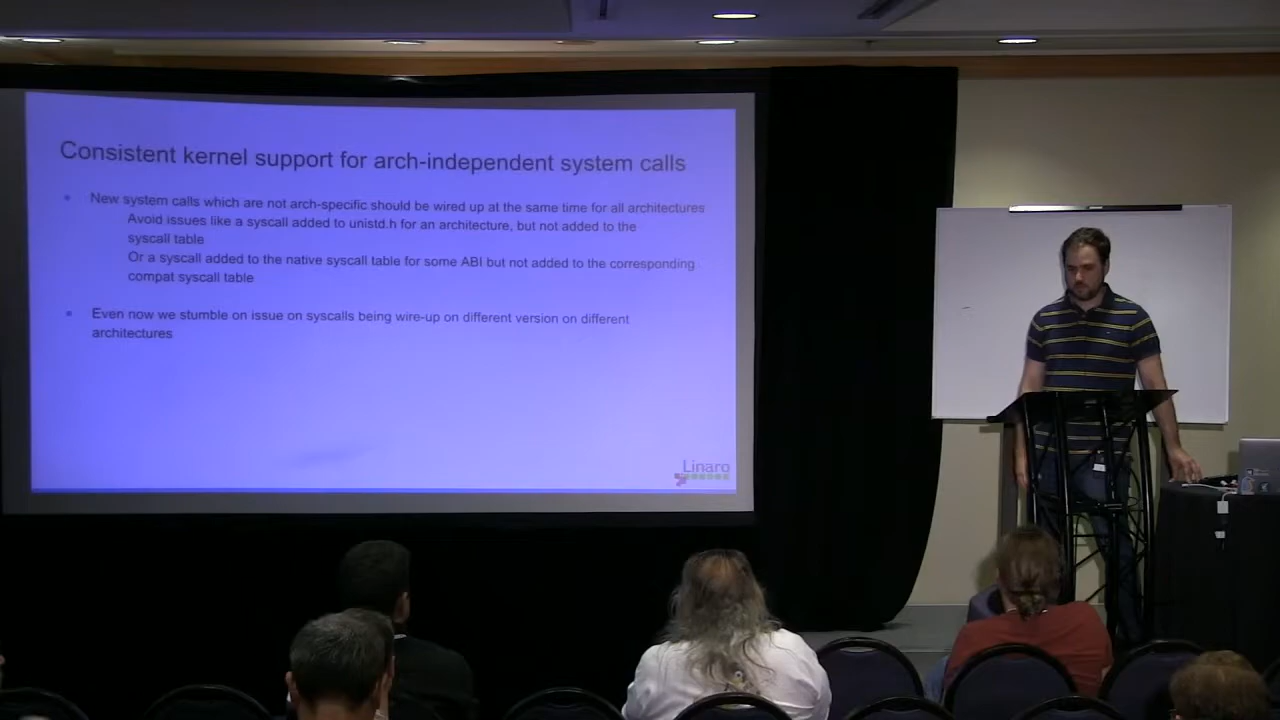 Consistent kernel support for arch-independent system calls
New system calls which are not arch-specific should be wired up at the same time for all architectures
Avoid issues like a syscall added to unistd.h for an architecture, but not added to the
syscall table
Or a syscall added to the native syscall table for some ABI but not added to the corresponding
compat syscall table
Even now we stumble on issue on syscalls being wire-up on different version on different
architectures
Linaro